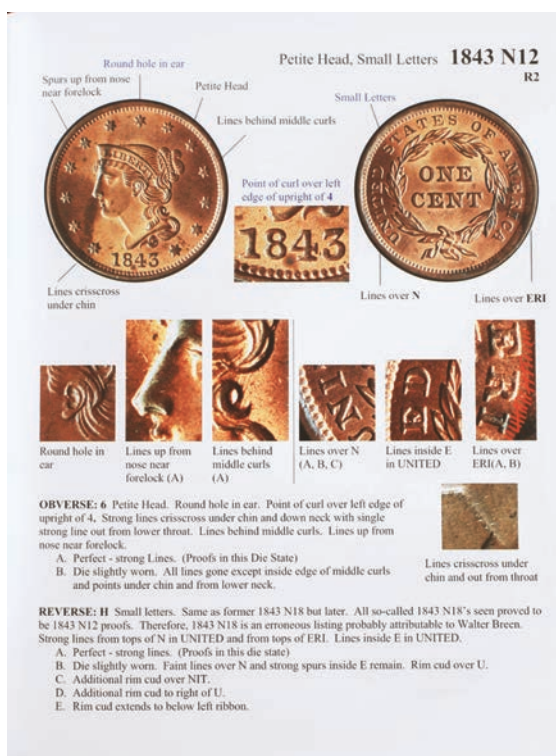 Petite Head, Small Letters 1843 N12
R2
Round hole in ear
Spurs up from nose
near forelock
Petite Head
Lines behind middle curls
Small Letters
Point of curl over left
edge of upright of 4
LIBERTY
1843
1843
UNITED STATES OF AMERICA
ONE
CENT
Lines crisscross
under chin
Lines over N
Lines over ERI
NI
ED
ERI
Round hole in
ear
Lines up from
nose near
forelock (A)
Lines behind
middle curls
(A)
Lines over N
(A, B, C)
Lines inside E
in UNITED
Lines over
ERI(A, B)
Lines crisscross under
chin and out from throat
OBVERSE: 6 Petite Head. Round hole in ear. Point of curl over left edge of
upright of 4. Strong lines crisscross under chin and down neck with single
strong line out from lower throat. Lines behind middle curls. Lines up from
nose near forelock.
A. Perfect - strong Lines. (Proofs in this Die State)
B. Die slightly worn. All lines gone except inside edge of middle curls
and points under chin and from lower neck.
REVERSE: H Small letters. Same as former 1843 N18 but later. All so-called 1843 N18's seen proved to
be 1843 N12 proofs. Therefore, 1843 N18 is an erroneous listing probably attributable to Walter Breen.
Strong lines from tops of N in UNITED and from tops of ERI. Lines inside E in UNITED.
A. Perfect - strong lines. (Proofs in this die state)
B. Die slightly worn. Faint lines over N and strong spurs inside E remain. Rim cud over U.
C. Additional rim cud over NIT.
D. Additional rim cud to right of U.
E. Rim cud extends to below left ribbon.